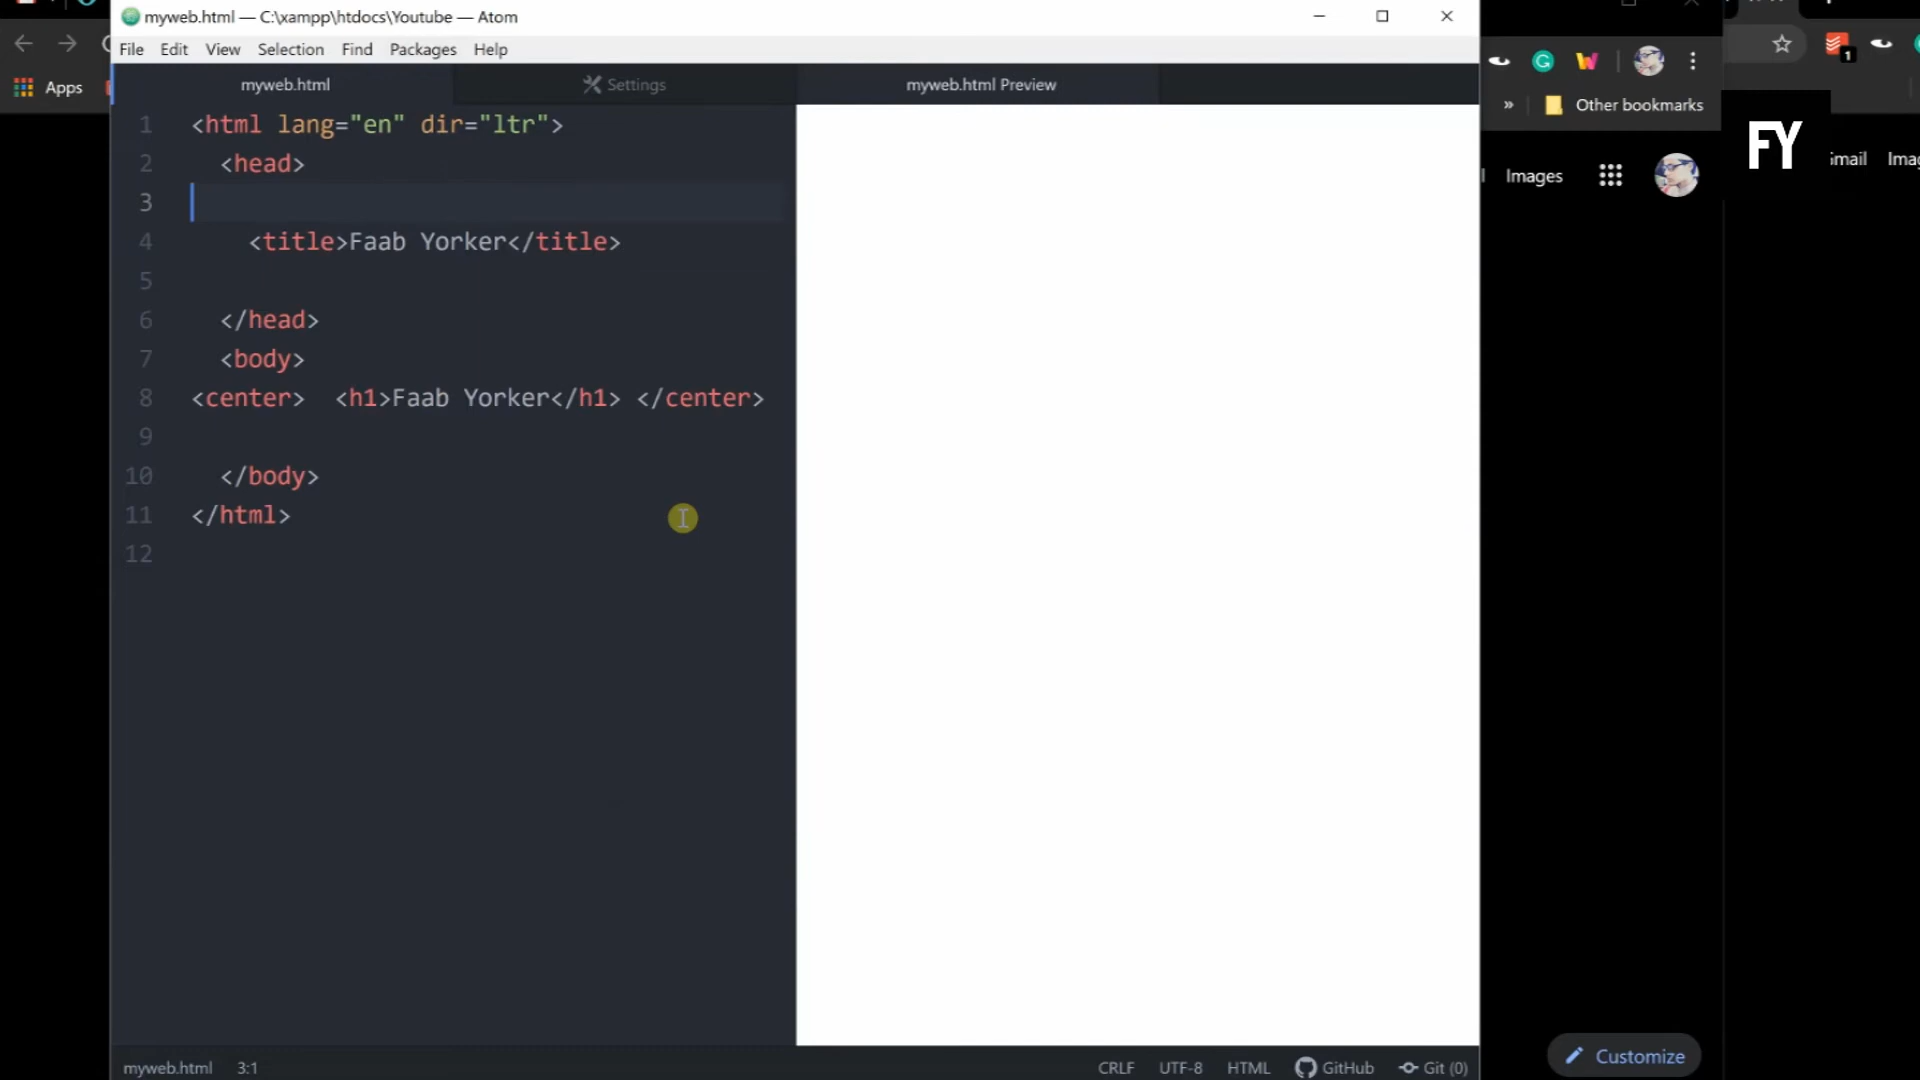 myweb.html — C:\xampp\htdocs\Youtube — Atom
File Edit View Selection Find Packages Help
Apps
myweb.html
Settings
myweb.html Preview
1 <html lang="en" dir="ltr">
2 <head>
3
4 <title>Faab Yorker</title>
5
6 </head>
7 <body>
8 <center> <h1>Faab Yorker</h1> </center>
9
10 </body>
11 </html>
12
» Other bookmarks
1
FY
Images
Customize
myweb.html 3:1
CRLF UTF-8 HTML GitHub Git (0)